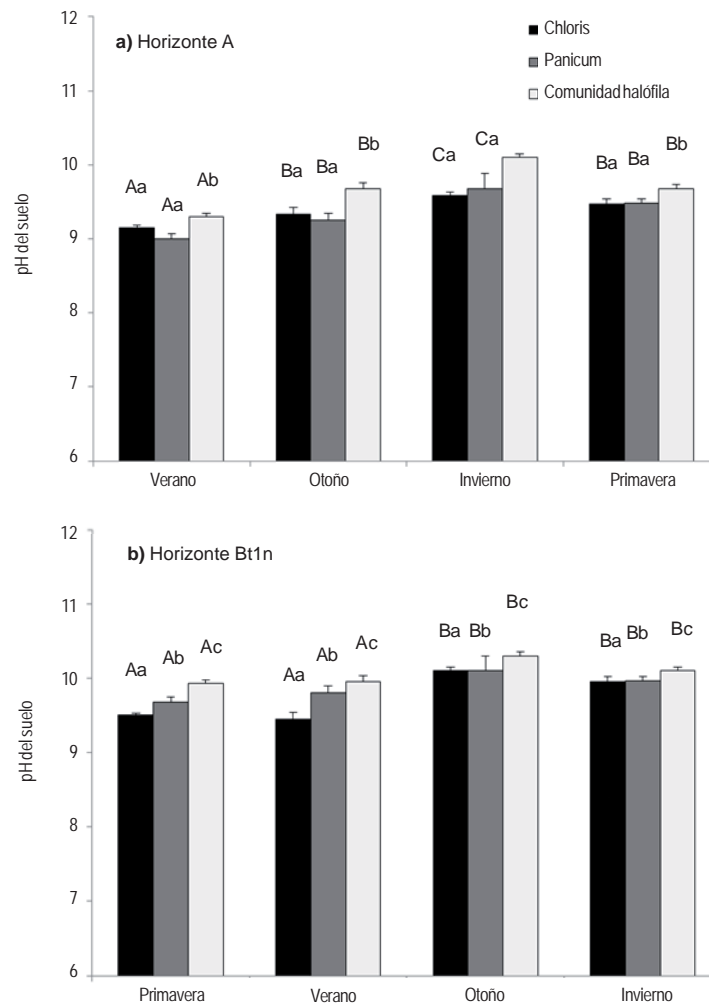 12
a) Horizonte A
Chloris
Panicum
Comunidad halófila
11
10
9
8
7
6
pH del suelo
Aa Aa Ab
Ba Ba Bb
Ca Ca
Ba Ba Bb
Verano Otoño Invierno Primavera
12
b) Horizonte Bt1n
11
10
9
8
7
6
pH del suelo
Aa Ab Ac
Aa Ab Ac
Ba Bb Bc
Ba Bb Bc
Primavera Verano Otoño Invierno